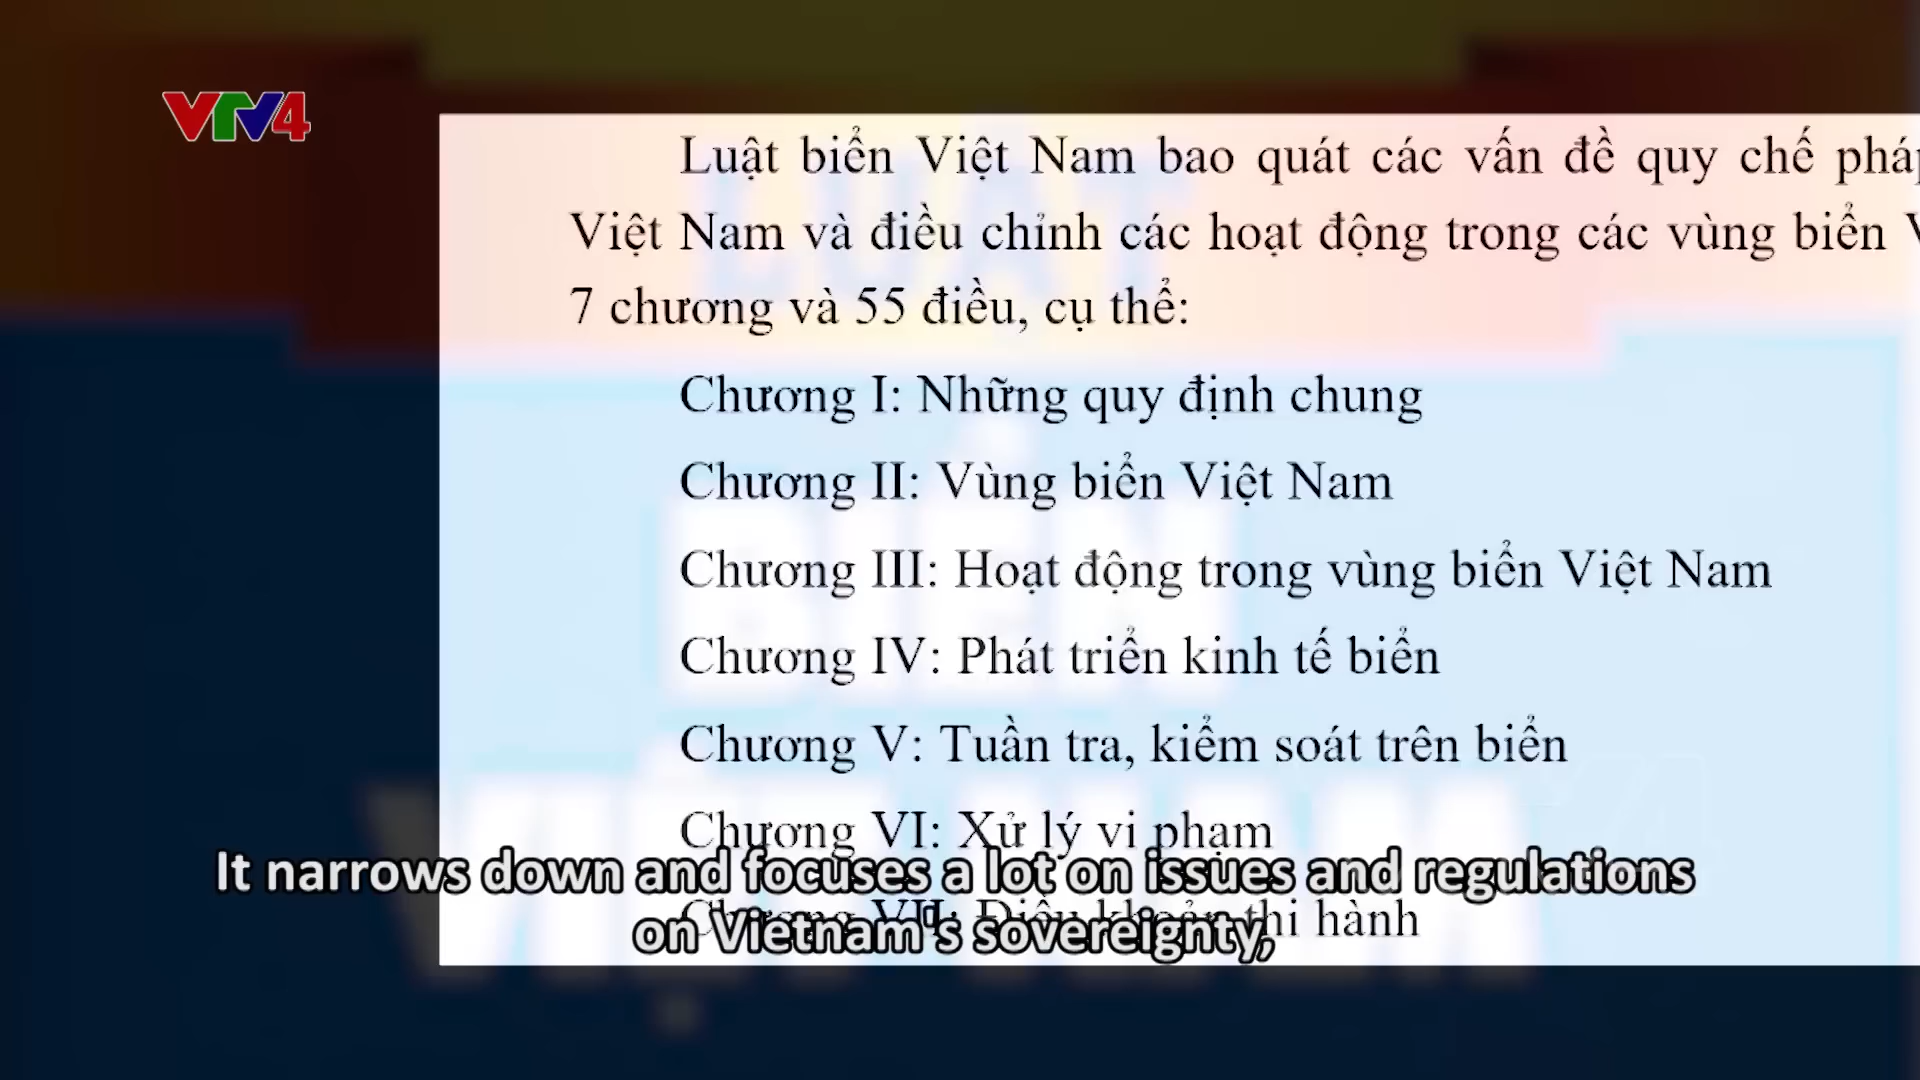 VTV4
Luật biển Việt Nam bao quát các vấn đề quy chế
Việt Nam và điều chỉnh các hoạt động trong các vùng biển
7 chương và 55 điều, cụ thể:
Chương I: Những quy định chung
Chương II: Vùng biển Việt Nam
Chương III: Hoạt động trong vùng biển Việt Nam
Chương IV: Phát triển kinh tế biển
Chương V: Tuần tra, kiểm soát trên biển
Chương VI: Xử lý vi phạm
Chương VII: Điều khoản thi hành
It narrows down and focuses a lot on issues and regulations
on Vietnam's sovereignty,